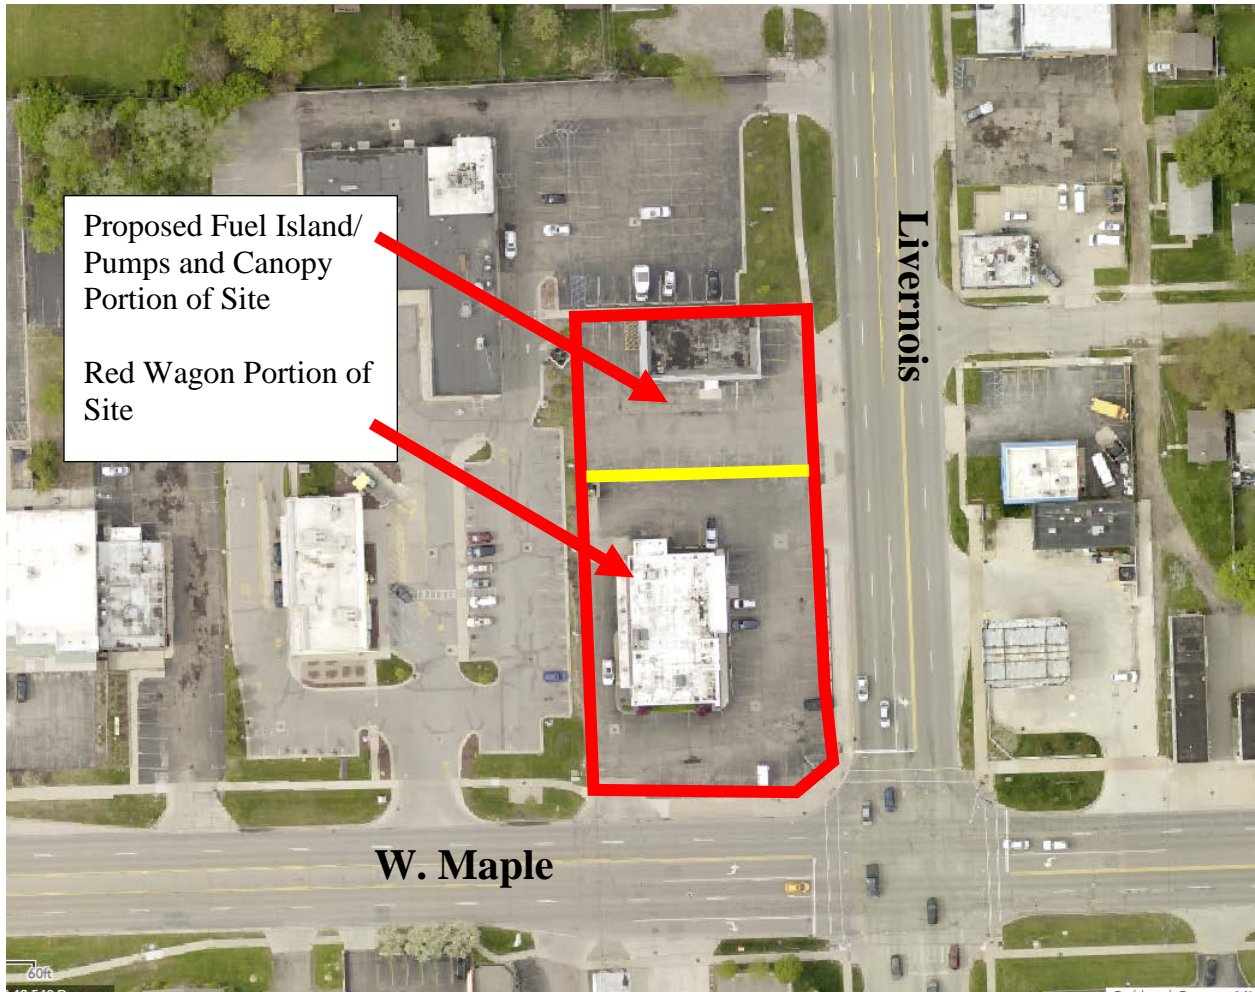 Proposed Fuel Island/
Pumps and Canopy
Portion of Site
Red Wagon Portion of
Site
Livernois
W. Maple
60ft